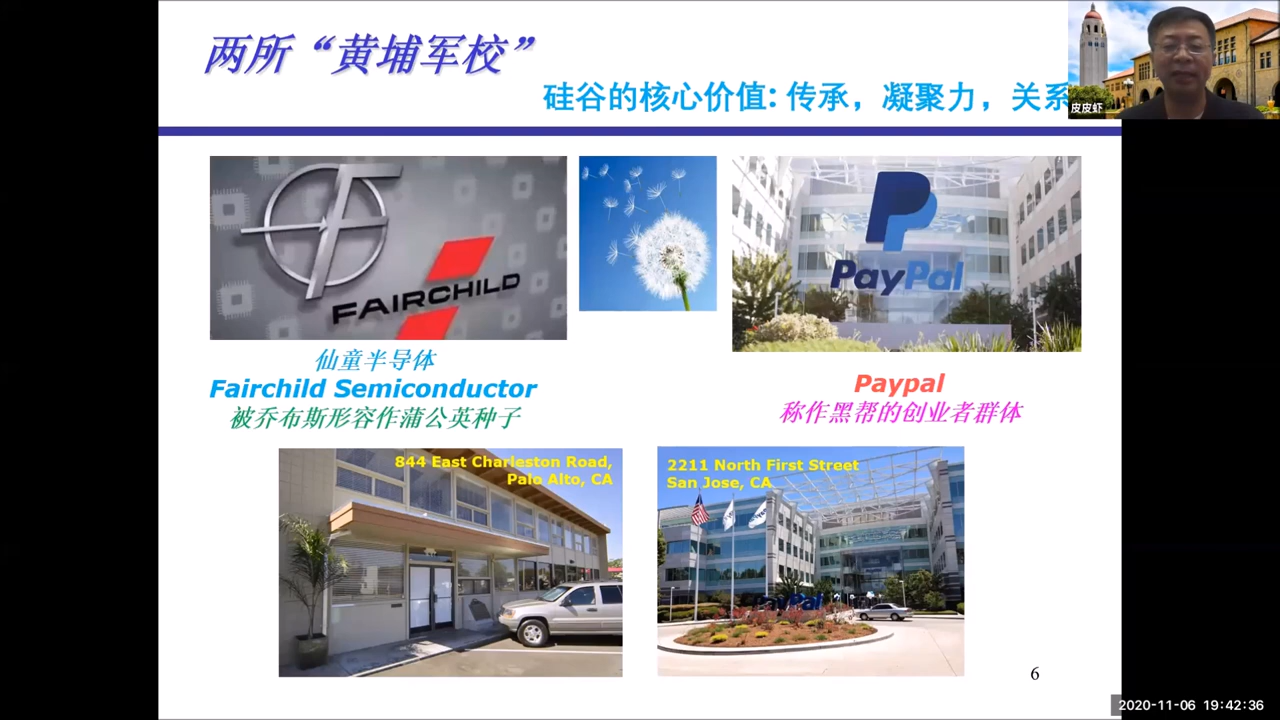 两所“黄埔军校”
硅谷的核心价值: 传承，凝聚力，关系
皮皮虾
FAIRCHILD
PayPal
仙童半导体
Fairchild Semiconductor
被乔布斯形容作蒲公英种子
Paypal
称作黑帮的创业者群体
844 East Charleston Road,
Palo Alto, CA
2211 North First Street
San Jose, CA
PayPal
6
2020-11-06 19:42:36